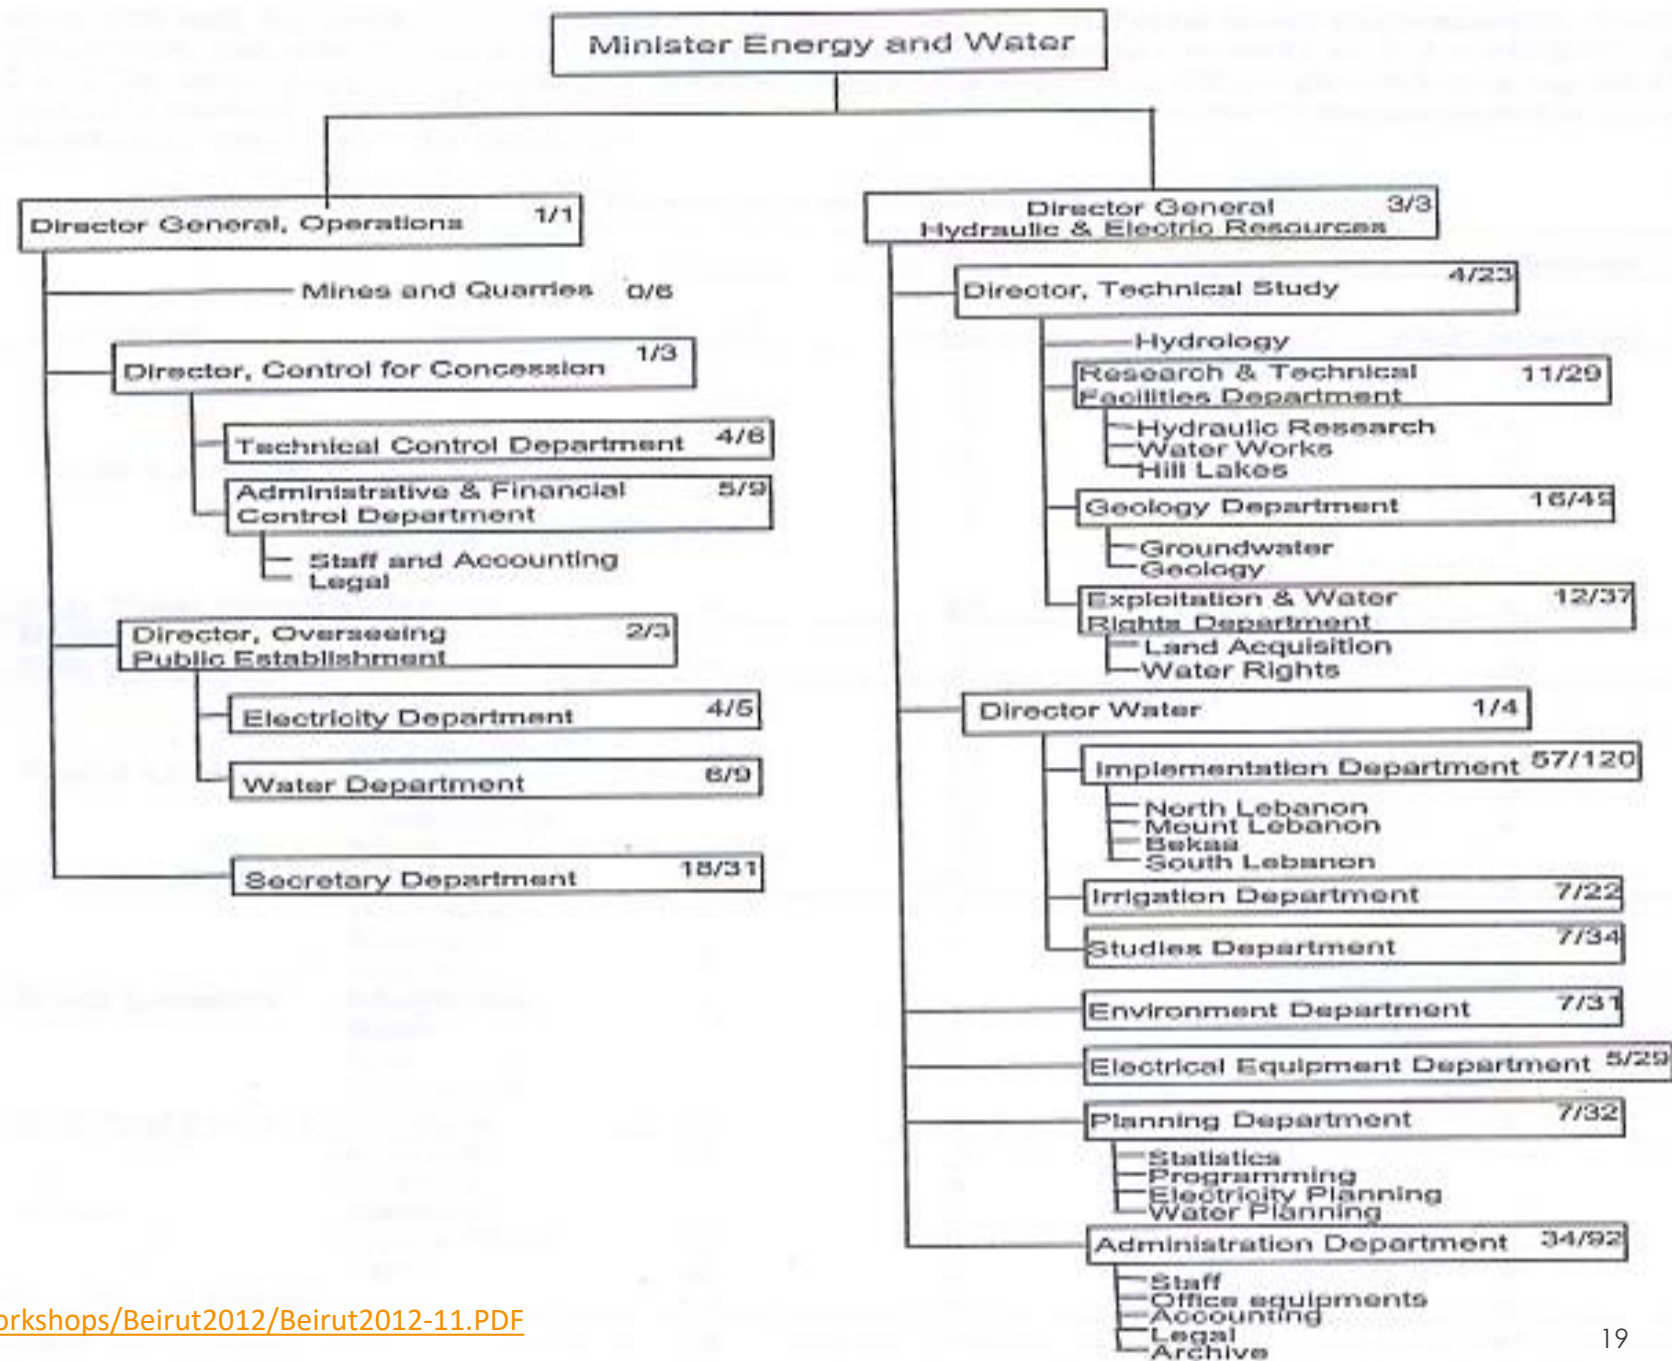 Minister Energy and Water
Director General, Operations 1/1
Mines and Quarries 0/6
Director, Control for Concession 1/3
Technical Control Department 4/6
Administrative & Financial 5/9
Control Department
Staff and Accounting
Legal
Director, Overseeing 2/3
Public Establishment
Electricity Department 4/5
Water Department 6/9
Secretary Department 18/31
Director General 3/3
Hydraulic & Electric Resources
Director, Technical Study 4/23
Hydrology
Research & Technical 11/29
Facilities Department
Hydraulic Research
Water Works
Hill Lakes
Geology Department 16/49
Groundwater
Geology
Exploitation & Water 12/37
Rights Department
Land Acquisition
Water Rights
Director Water 1/4
Implementation Department 57/120
North Lebanon
Mount Lebanon
Bekaa
South Lebanon
Irrigation Department 7/22
Studies Department 7/34
Environment Department 7/31
Electrical Equipment Department 5/29
Planning Department 7/32
Statistics
Programming
Electricity Planning
Water Planning
Administration Department 34/92
Staff
Office equipments
Accounting
Legal
Archive
orkshops/Beirut2012/Beirut2012-11.PDF
19